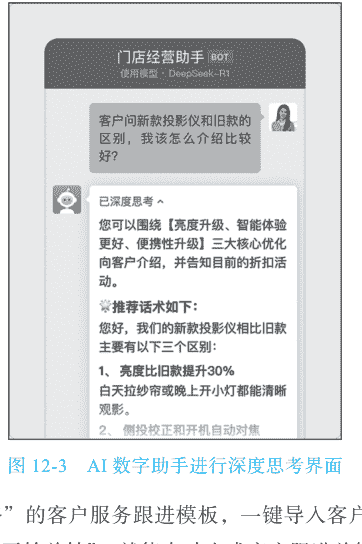 门店经营助手 BOT
使用模型·DeepSeek-R1
客户问新款投影仪和旧款的
区别，我该怎么介绍比较
好？
已深度思考
您可以围绕【亮度升级、智能体验
更好、便携性升级】三大核心优化
向客户介绍，并告知目前的折扣活
动。
推荐话术如下：
您好，我们的新款投影仪相比旧款
主要有以下三个区别：
1、 亮度比旧款提升30%
白天拉纱帘或晚上开小灯都能清晰
观影。
2、 侧投校正和开机自动对焦
图 12-3 AI 数字助手进行深度思考界面
”的客户服务跟进模板，一键导入客户